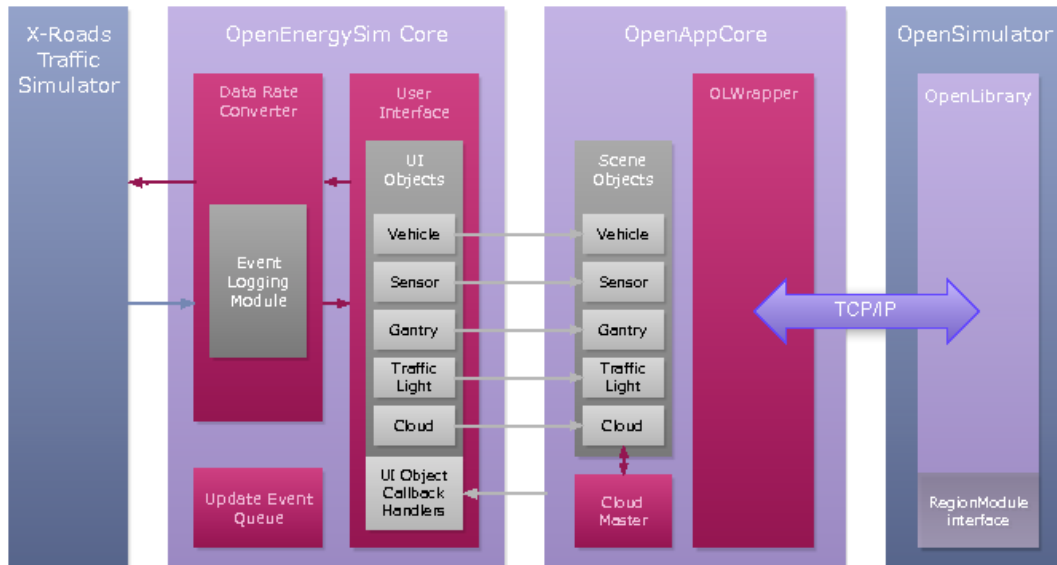 X-Roads
Traffic
Simulator
OpenEnergySim Core
Data Rate
Converter
Event
Logging
Module
Update Event
Queue
User
Interface
UI
Objects
Vehicle
Sensor
Gantry
Traffic
Light
Cloud
UI Object
Callback
Handlers
OpenAppCore
Scene
Objects
Vehicle
Sensor
Gantry
Traffic
Light
Cloud
Cloud
Master
OLWrapper
TCP/IP
OpenSimulator
OpenLibrary
RegionModule
interface